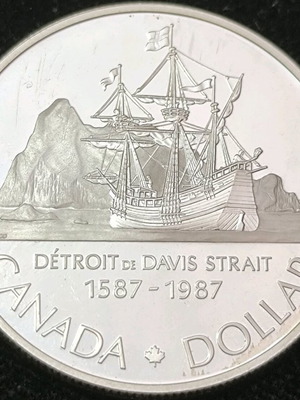 DÉTROIT DE DAVIS STRAIT
1587-1987
CANADA DOLLAR